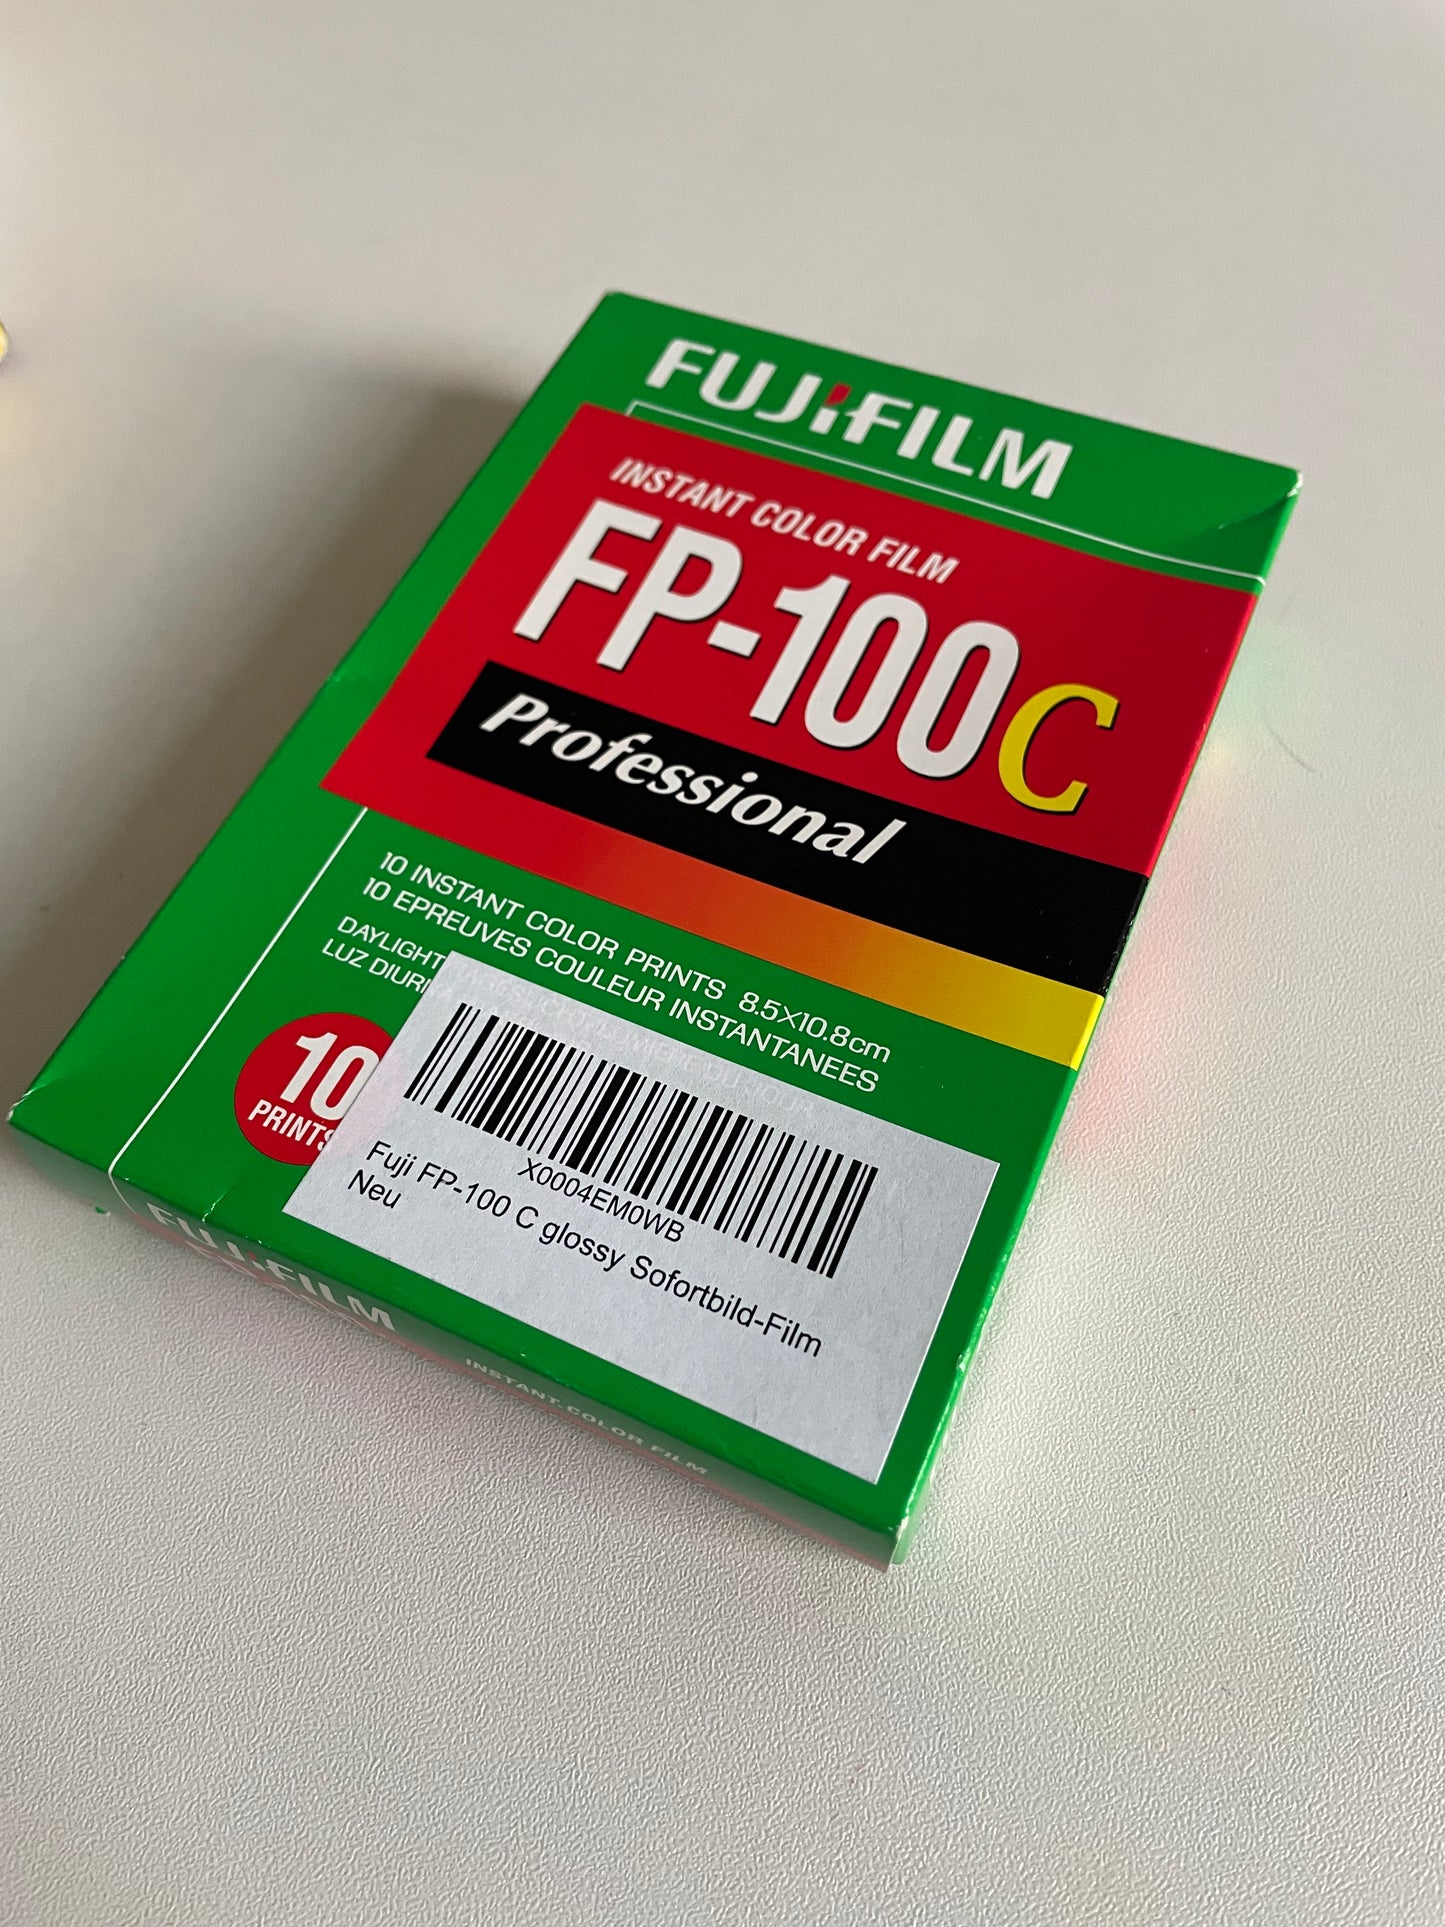 FUJIFILM
INSTANT COLOR FILM
FP-100C
Professional
10 INSTANT COLOR PRINTS 8.5×10.8cm
10 EPREUVES COULEUR INSTANTANEES
DAYLIGHT
LUZ DIUR
10
PRINTS
X0004EM0WB
Fuji FP-100 C glossy Sofortbild-Film
Neu
FUJIFILM
INSTANT COLOR FILM